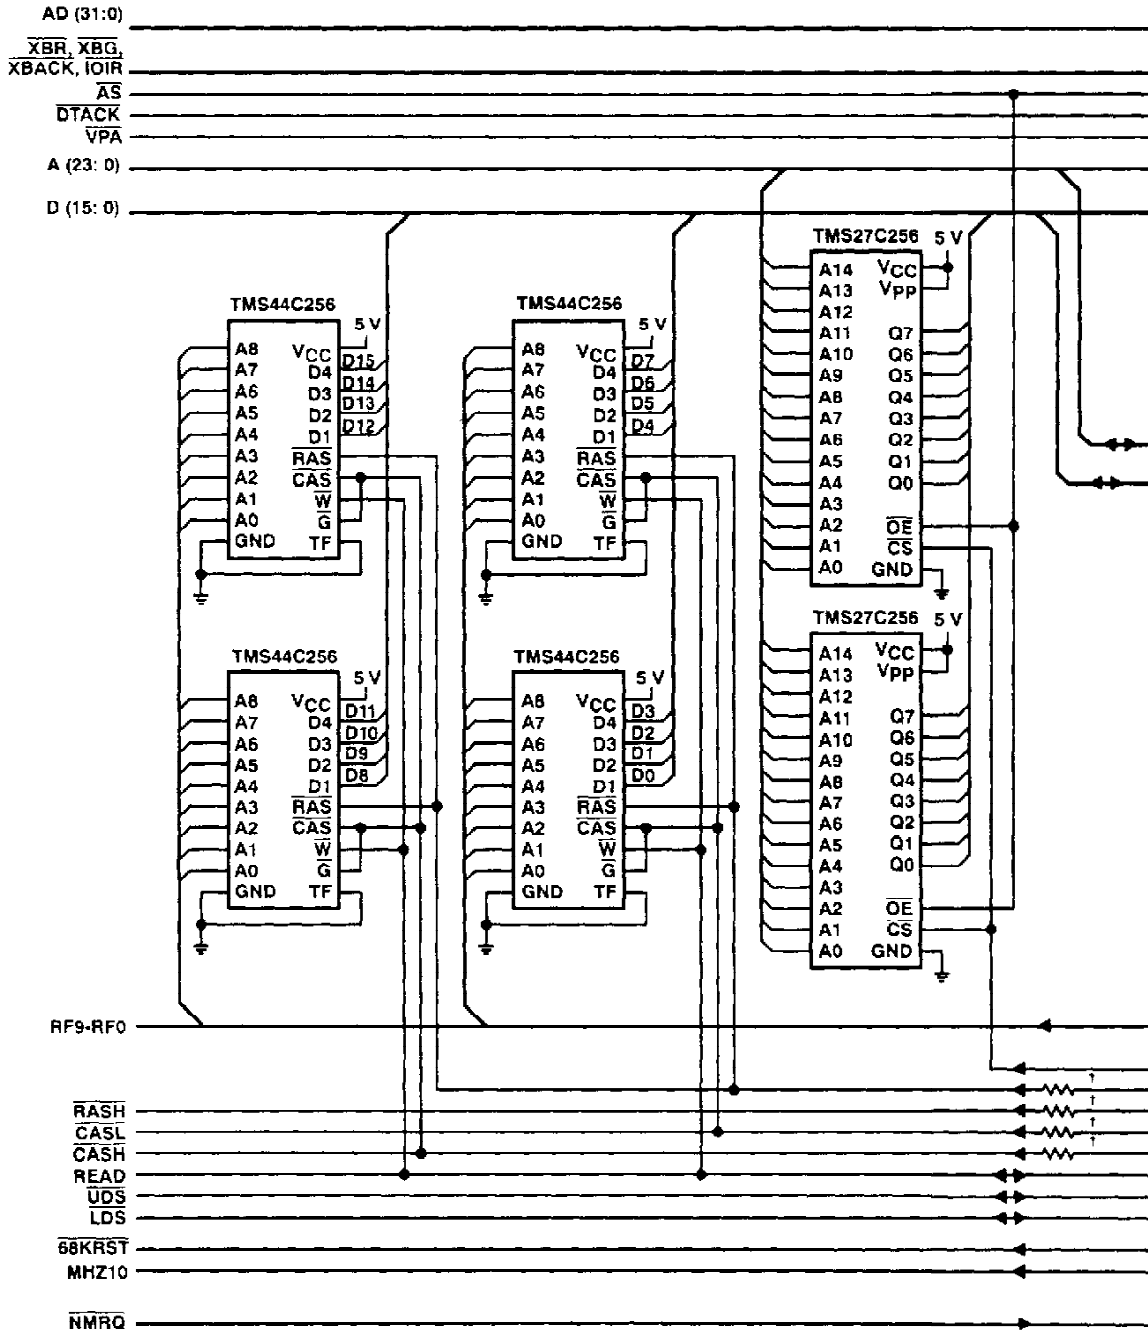 AD (31:0)
XBR, XBG,
XBACK, IOIR
AS
DTACK
VPA
A (23: 0)
D (15: 0)
TMS44C256
5 V
A8
A7
A6
A5
A4
A3
A2
A1
A0
GND
VCC
D4
D3
D2
D1
RAS
CAS
W
G
TF
D15
D14
D13
D12
TMS44C256
5 V
A8
A7
A6
A5
A4
A3
A2
A1
A0
GND
VCC
D4
D3
D2
D1
RAS
CAS
W
G
TF
D7
D6
D5
D4
TMS27C256
5 V
A14
A13
A12
A11
A10
A9
A8
A7
A6
A5
A4
A3
A2
A1
A0
VCC
VPP
Q7
Q6
Q5
Q4
Q3
Q2
Q1
Q0
OE
CS
GND
TMS44C256
5 V
A8
A7
A6
A5
A4
A3
A2
A1
A0
GND
VCC
D4
D3
D2
D1
RAS
CAS
W
G
TF
D11
D10
D9
D8
TMS44C256
5 V
A8
A7
A6
A5
A4
A3
A2
A1
A0
GND
VCC
D4
D3
D2
D1
RAS
CAS
W
G
TF
D3
D2
D1
D0
TMS27C256
5 V
A14
A13
A12
A11
A10
A9
A8
A7
A6
A5
A4
A3
A2
A1
A0
VCC
VPP
Q7
Q6
Q5
Q4
Q3
Q2
Q1
Q0
OE
CS
GND
RF9-RF0
†
†
†
†
RASH
CASL
CASH
READ
UDS
LDS
68KRST
MHZ10
NMRQ